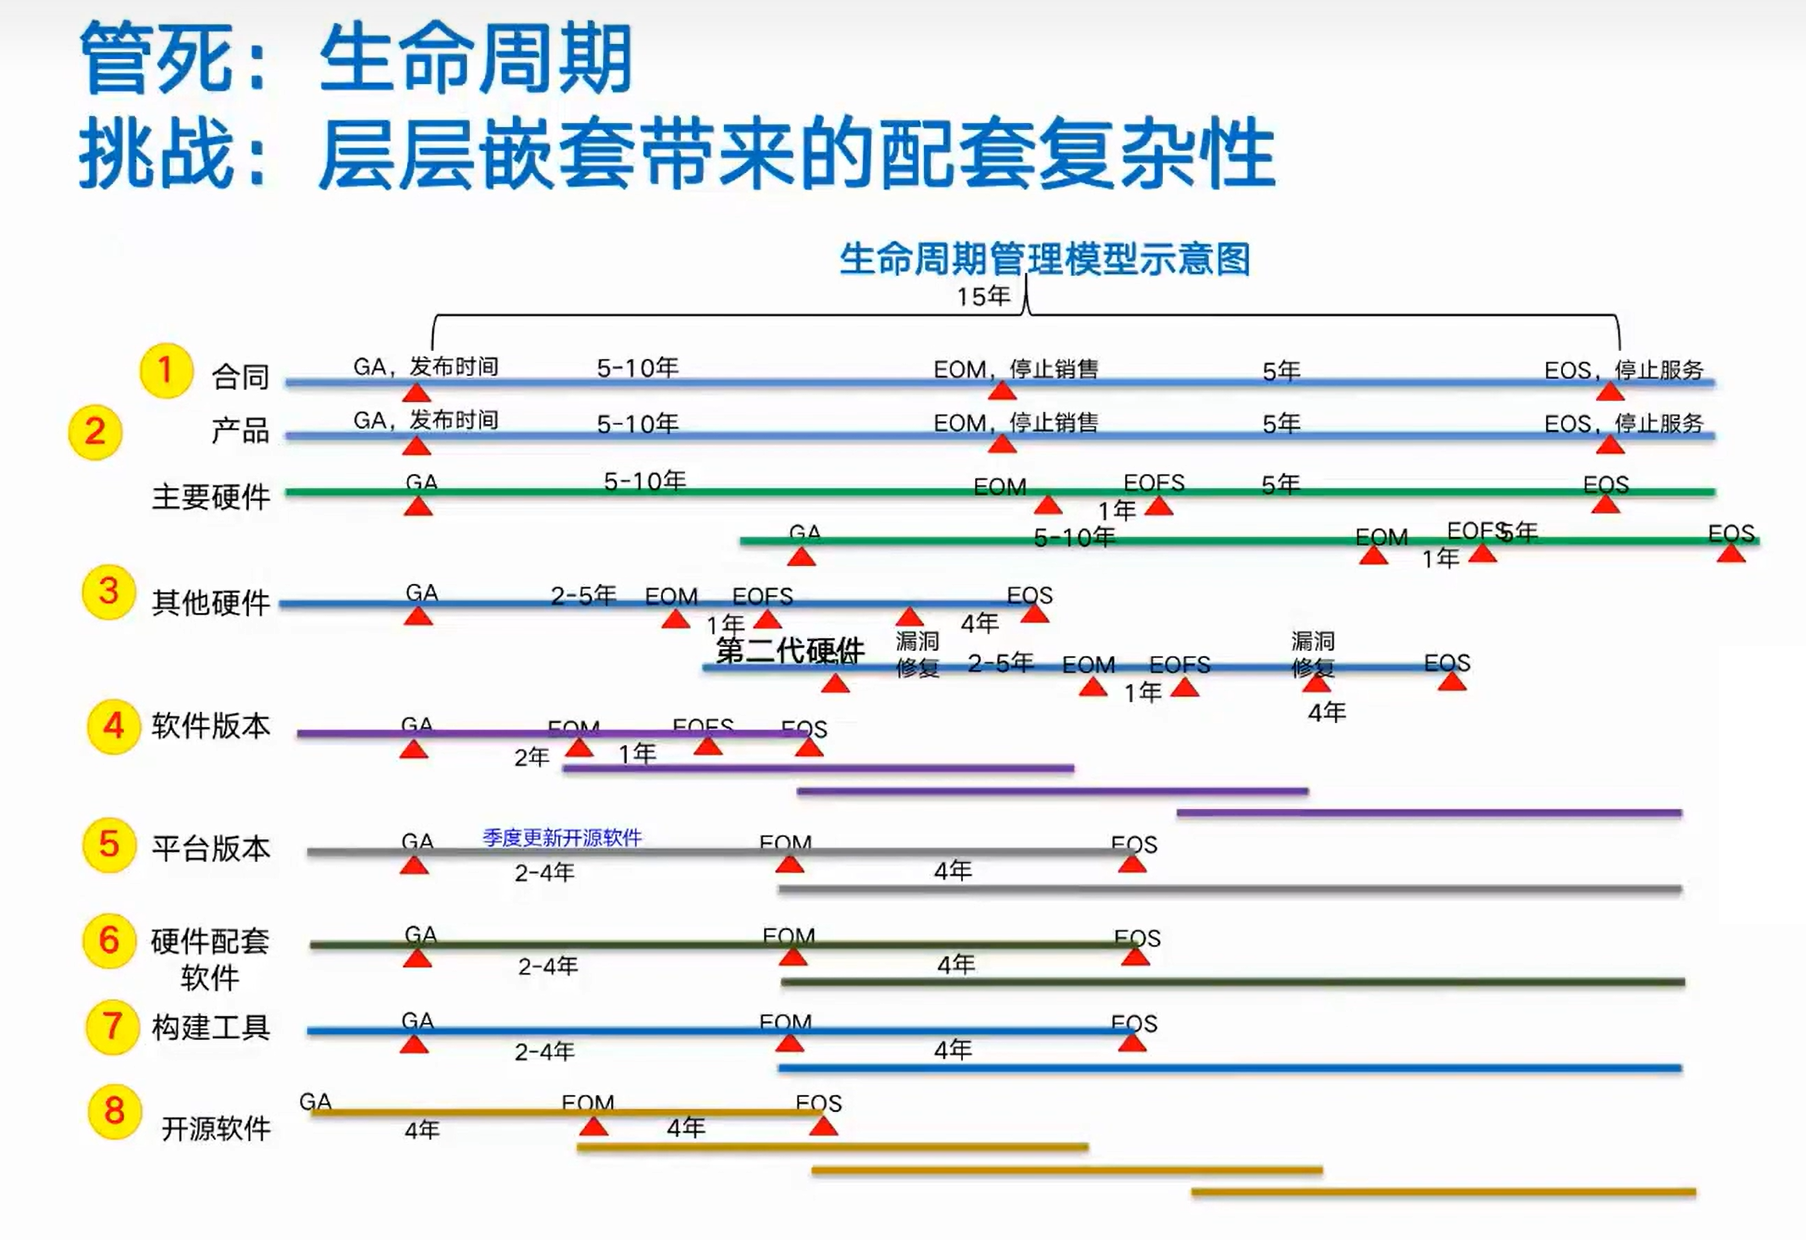 管死：生命周期
挑战：层层嵌套带来的配套复杂性
生命周期管理模型示意图
15年
1 合同 GA，发布时间 5-10年 EOM，停止销售 5年 EOS，停止服务
2 产品 GA，发布时间 5-10年 EOM，停止销售 5年 EOS，停止服务
主要硬件 GA 5-10年 EOM 1年 EOFS 5年 EOS
GA 5-10年 EOM 1年 EOFS 5年 EOS
3 其他硬件 GA 2-5年 EOM 1年 EOFS 4年 EOS
第二代硬件 漏洞修复 2-5年 EOM 1年 EOFS 漏洞修复 4年 EOS
4 软件版本 GA 2年 EOM 1年 EOFS EOS
5 平台版本 GA 季度更新开源软件 2-4年 EOM 4年 EOS
6 硬件配套软件 GA 2-4年 EOM 4年 EOS
7 构建工具 GA 2-4年 EOM 4年 EOS
8 开源软件 GA 4年 EOM 4年 EOS